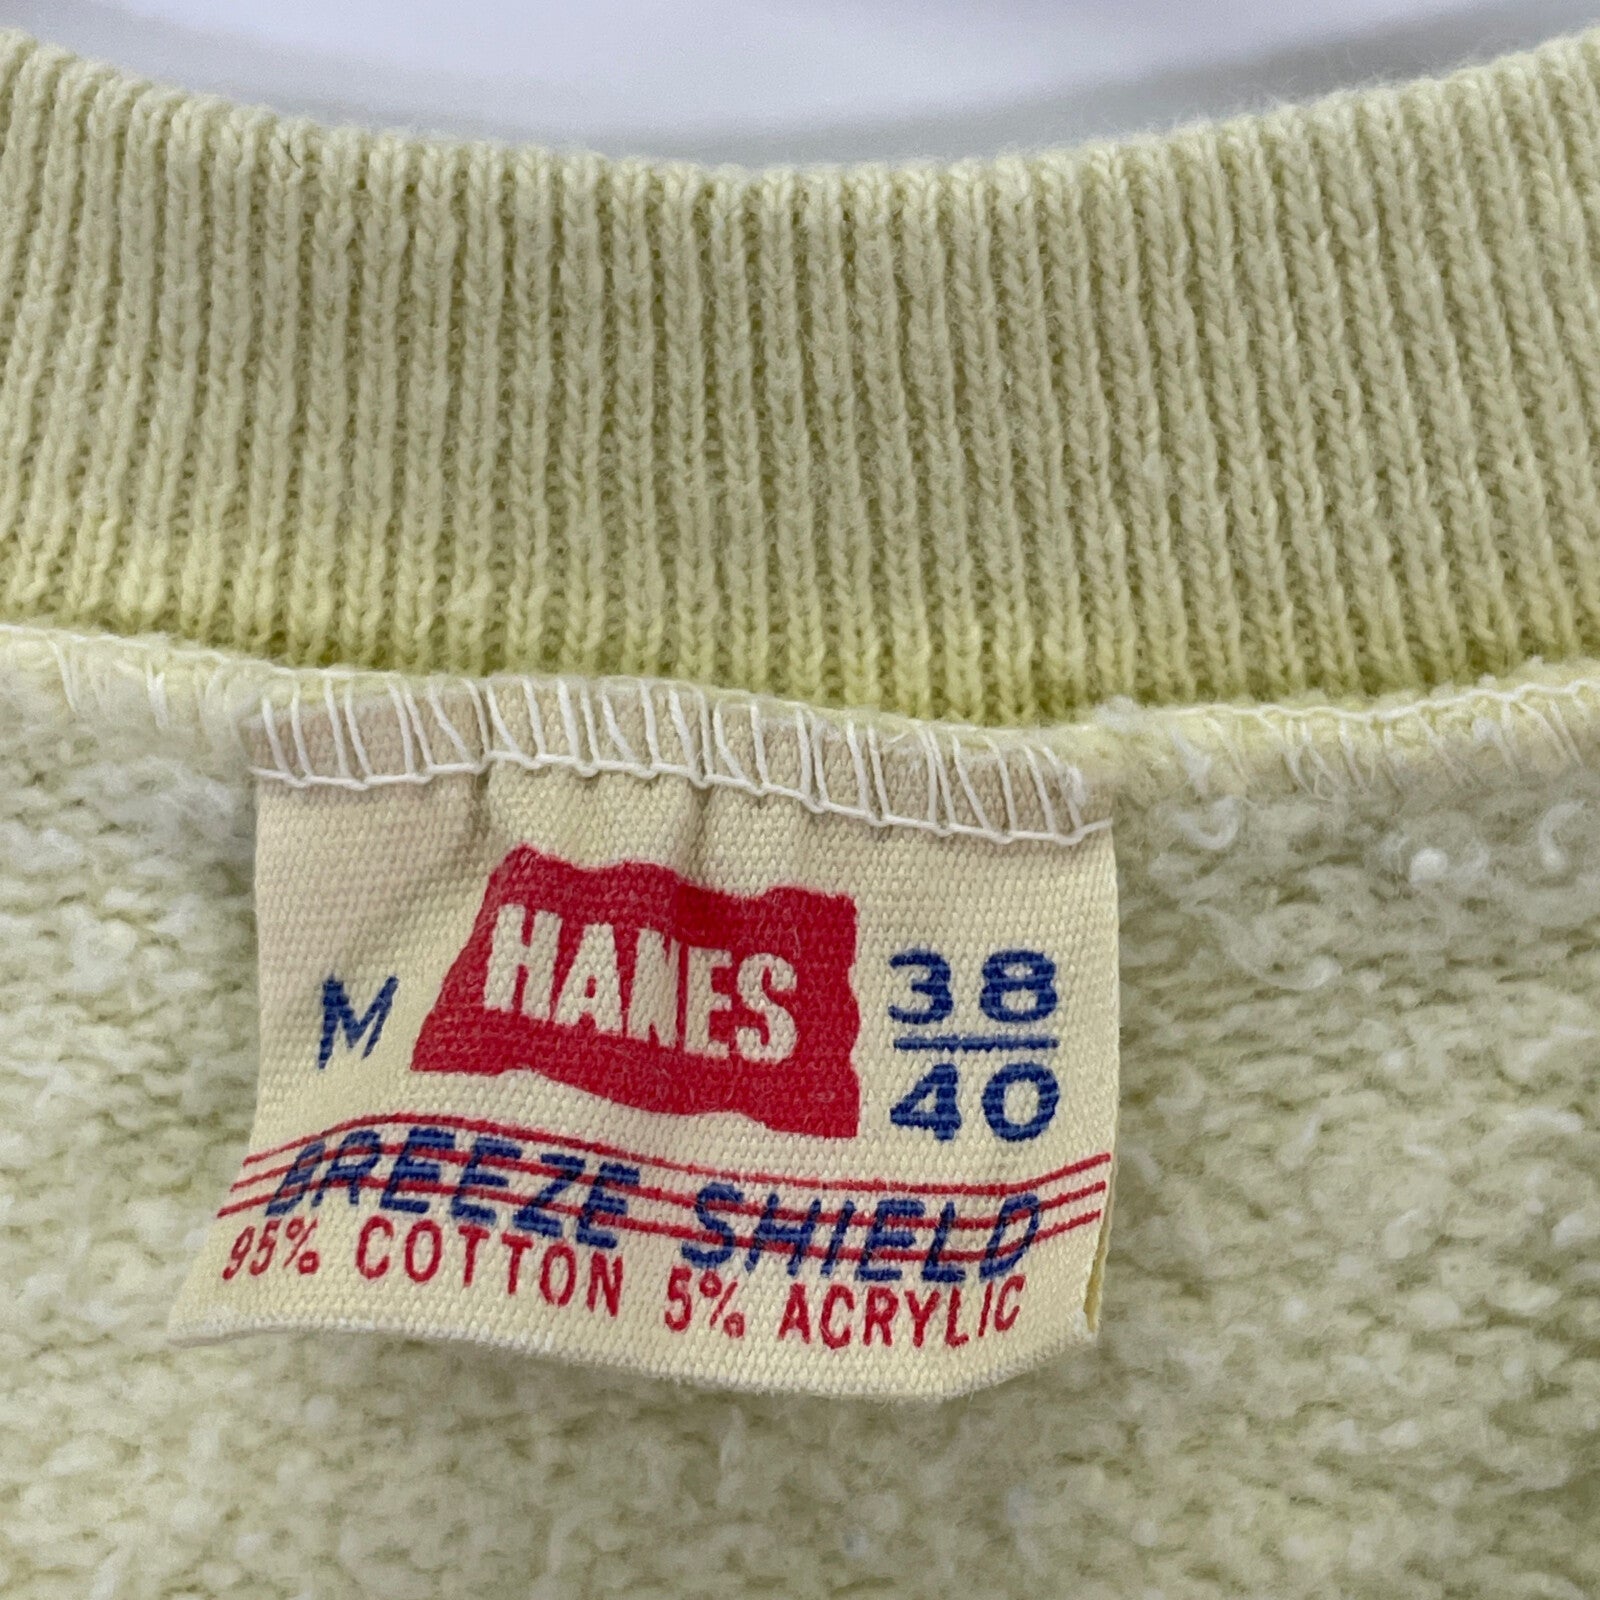 M HANES 38/40
BREEZE SHIELD
95% COTTON 5% ACRYLIC